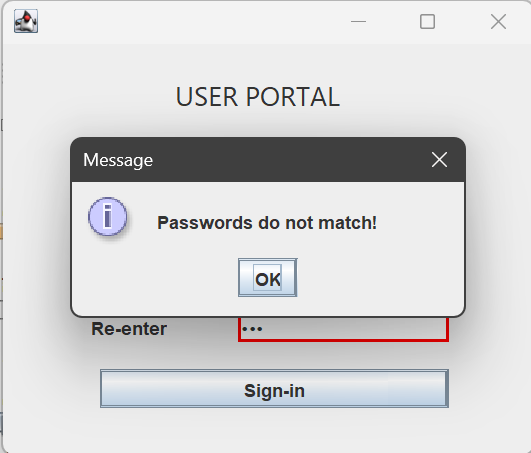 USER PORTAL
Message
i
Passwords do not match!
OK
Re-enter
•••
Sign-in